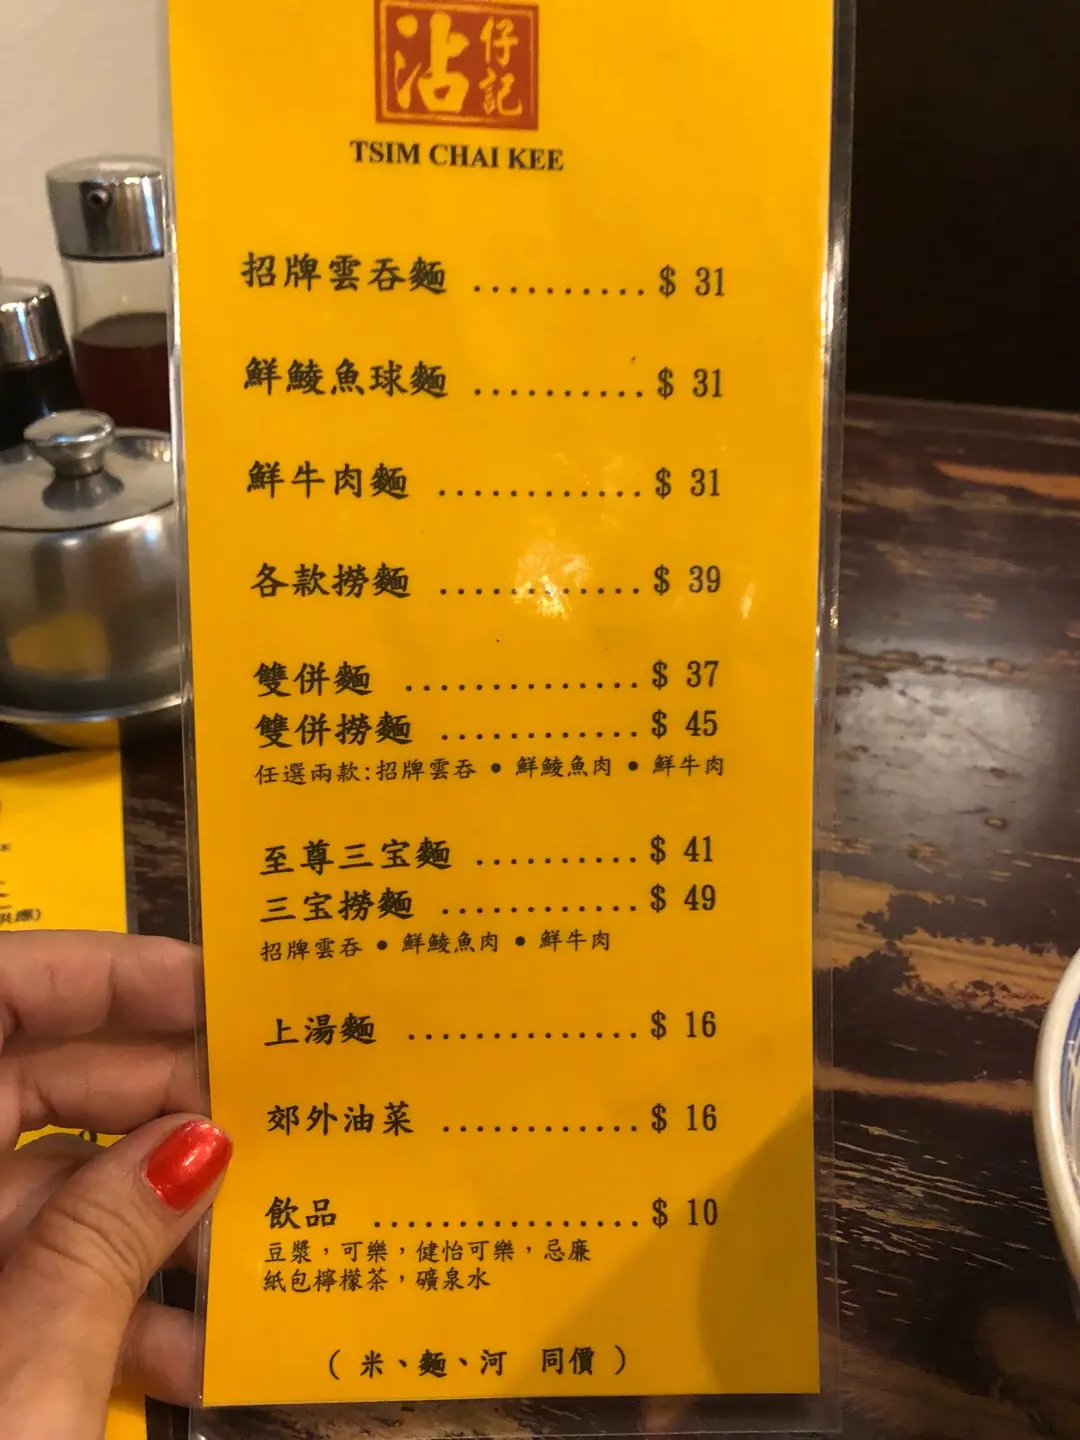 沾仔記
TSIM CHAI KEE
招牌雲吞麵 .......... $ 31
鮮鯪魚球麵 .......... $ 31
鮮牛肉麵 ............ $ 31
各款撈麵 ............ $ 39
雙併麵 .............. $ 37
雙併撈麵 ............ $ 45
任選兩款:招牌雲吞 • 鮮鯪魚肉 • 鮮牛肉
至尊三宝麵 .......... $ 41
三宝撈麵 ............ $ 49
招牌雲吞 • 鮮鯪魚肉 • 鮮牛肉
上湯麵 .............. $ 16
郊外油菜 ............ $ 16
飲品 ................ $ 10
豆漿，可樂，健怡可樂，忌廉
紙包檸檬茶，礦泉水
( 米、麵、河 同價 )